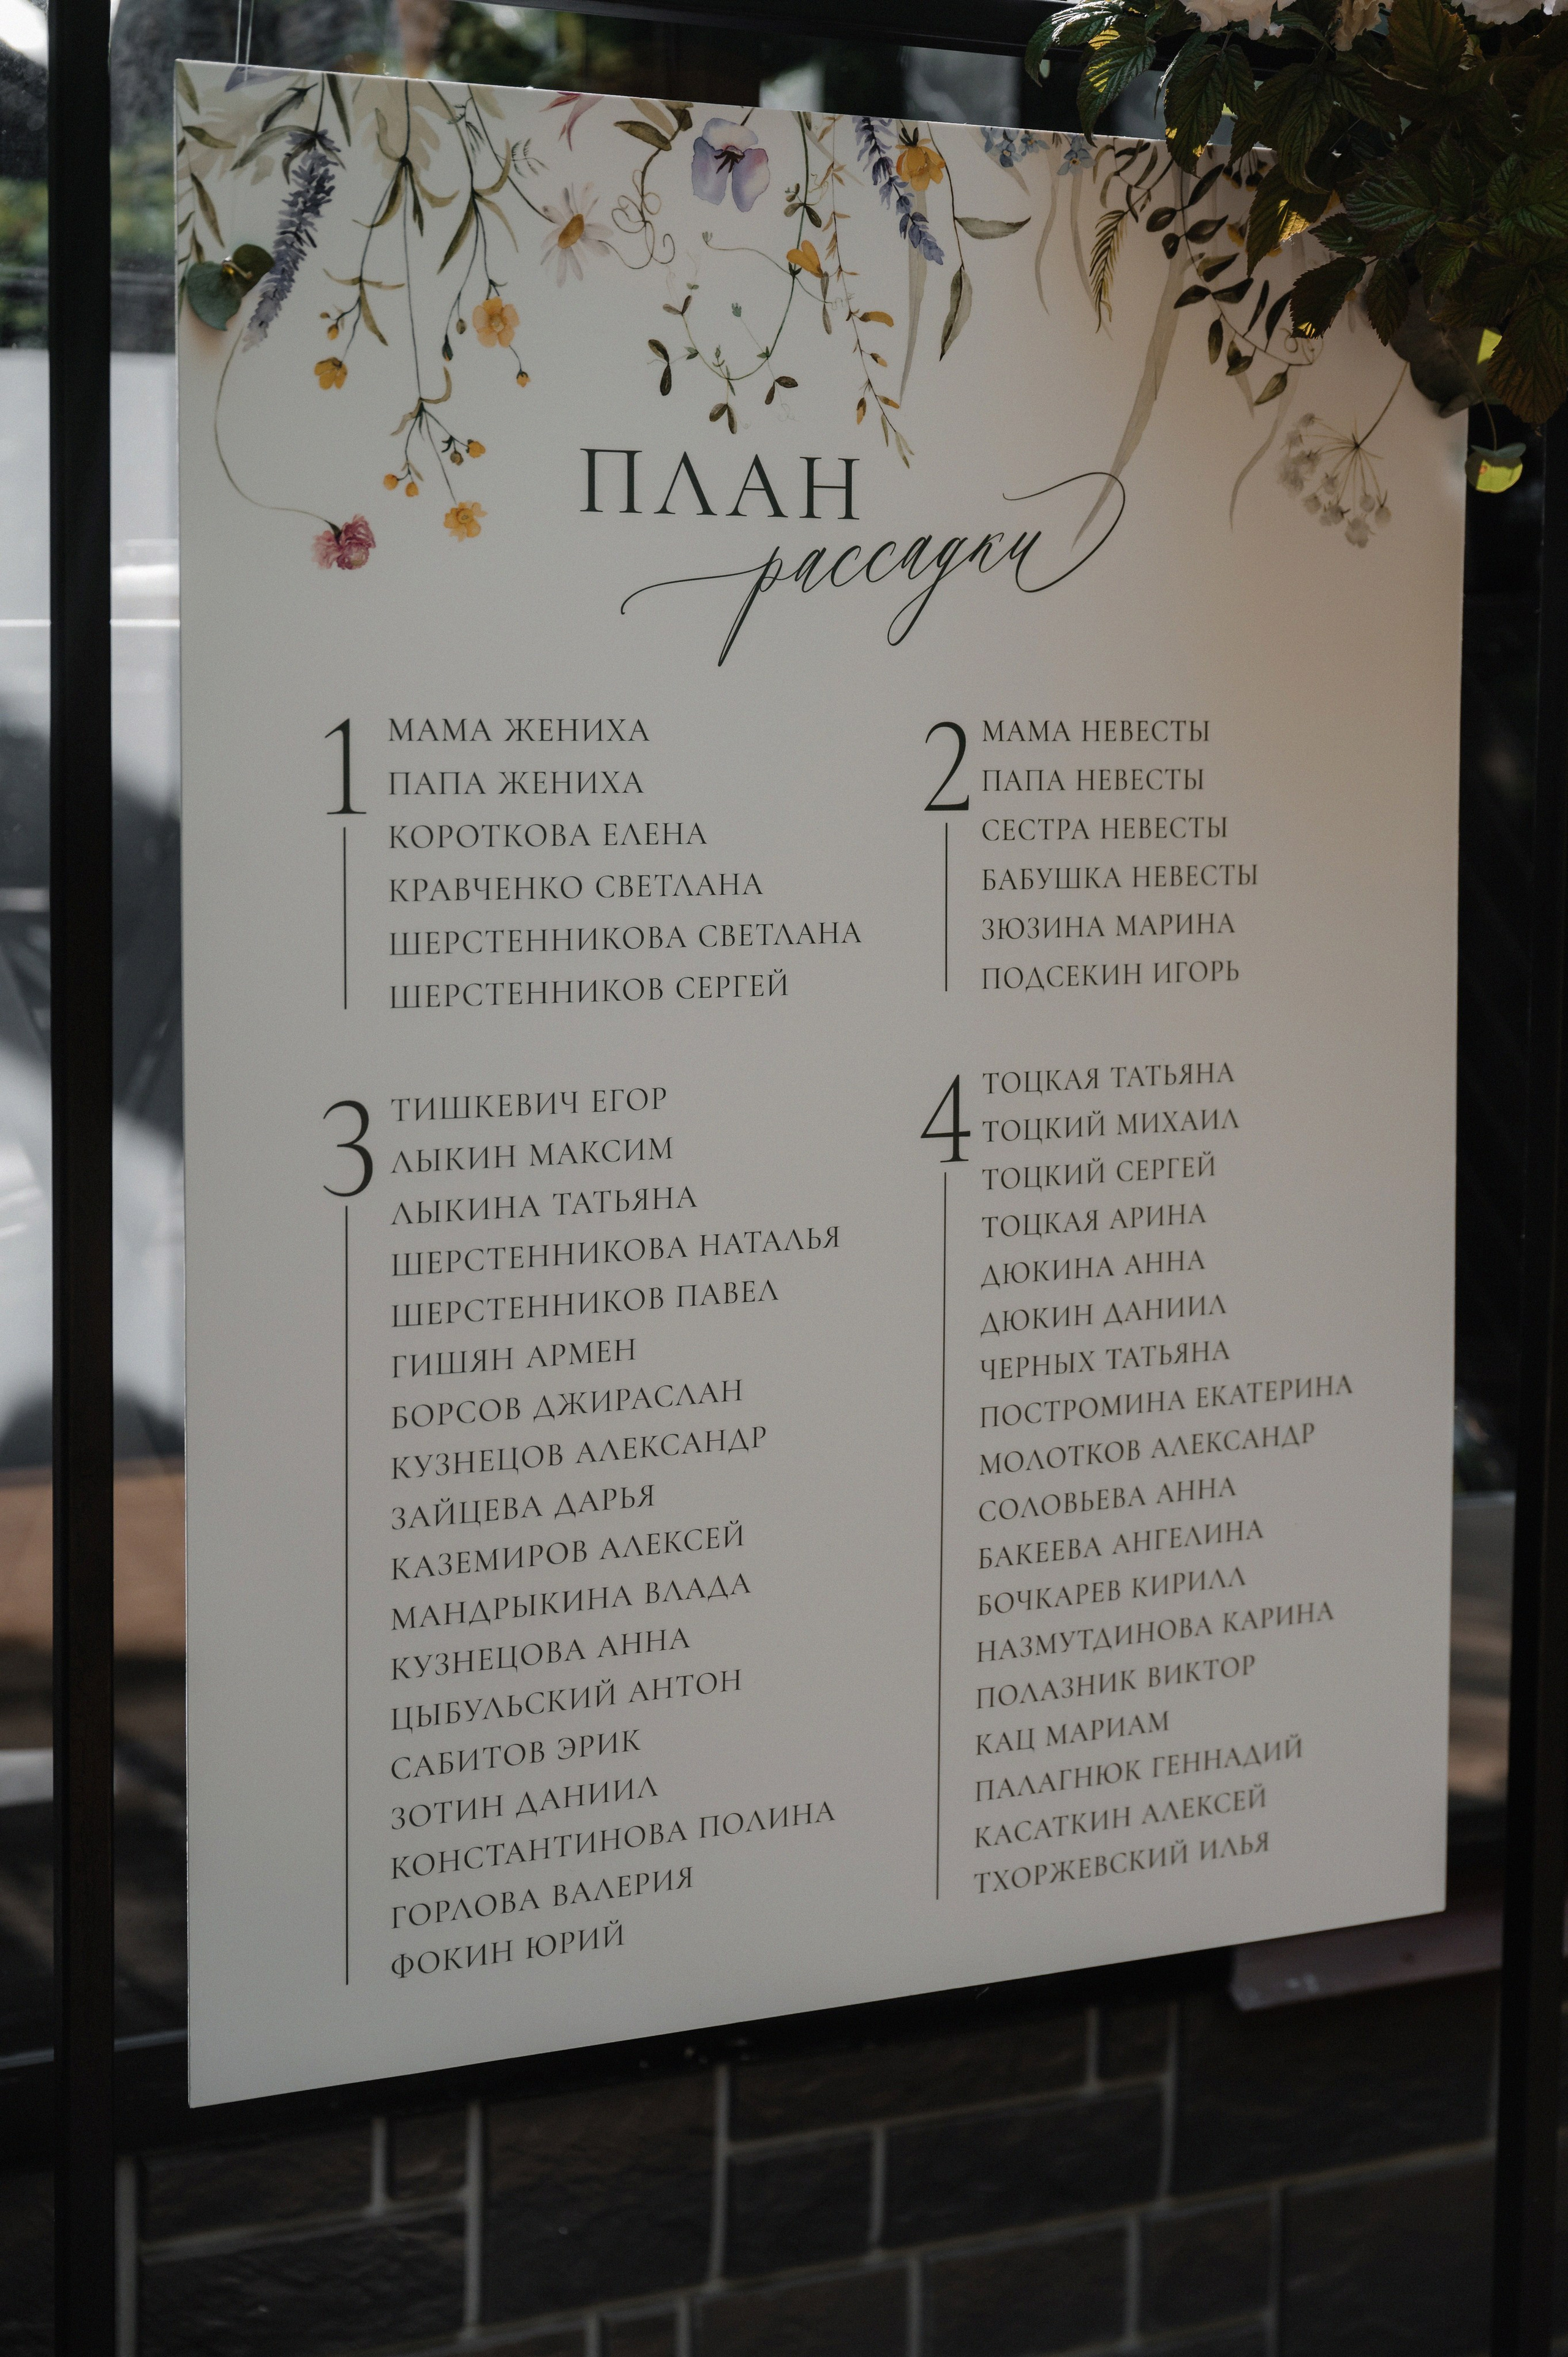 ПЛАН
рассадки
1
МАМА ЖЕНИХА
ПАПА ЖЕНИХА
КОРОТКОВА ЕЛЕНА
КРАВЧЕНКО СВЕТЛАНА
ШЕРСТЕННИКОВА СВЕТЛАНА
ШЕРСТЕННИКОВ СЕРГЕЙ
2
МАМА НЕВЕСТЫ
ПАПА НЕВЕСТЫ
СЕСТРА НЕВЕСТЫ
БАБУШКА НЕВЕСТЫ
ЗЮЗИНА МАРИНА
ПОДСЕКИН ИГОРЬ
3
ТИШКЕВИЧ ЕГОР
ЛЫКИН МАКСИМ
ЛЫКИНА ТАТЬЯНА
ШЕРСТЕННИКОВА НАТАЛЬЯ
ШЕРСТЕННИКОВ ПАВЕЛ
ГИШЯН АРМЕН
БОРСОВ ДЖИРАСЛАН
КУЗНЕЦОВ АЛЕКСАНДР
ЗАЙЦЕВА ДАРЬЯ
КАЗЕМИРОВ АЛЕКСЕЙ
МАНДРЫКИНА ВЛАДА
КУЗНЕЦОВА АННА
ЦЫБУЛЬСКИЙ АНТОН
САБИТОВ ЭРИК
ЗОТИН ДАНИИЛ
КОНСТАНТИНОВА ПОЛИНА
ГОРЛОВА ВАЛЕРИЯ
ФОКИН ЮРИЙ
4
ТОЦКАЯ ТАТЬЯНА
ТОЦКИЙ МИХАИЛ
ТОЦКИЙ СЕРГЕЙ
ТОЦКАЯ АРИНА
ДЮКИНА АННА
ДЮКИН ДАНИИЛ
ЧЕРНЫХ ТАТЬЯНА
ПОСТРОМИНА ЕКАТЕРИНА
МОЛОТКОВ АЛЕКСАНДР
СОЛОВЬЕВА АННА
БАКЕЕВА АНГЕЛИНА
БОЧКАРЕВ КИРИЛЛ
НАЗМУТДИНОВА КАРИНА
ПОЛАЗНИК ВИКТОР
КАЦ МАРИАМ
ПАЛАГНЮК ГЕННАДИЙ
КАСАТКИН АЛЕКСЕЙ
ТХОРЖЕВСКИЙ ИЛЬЯ